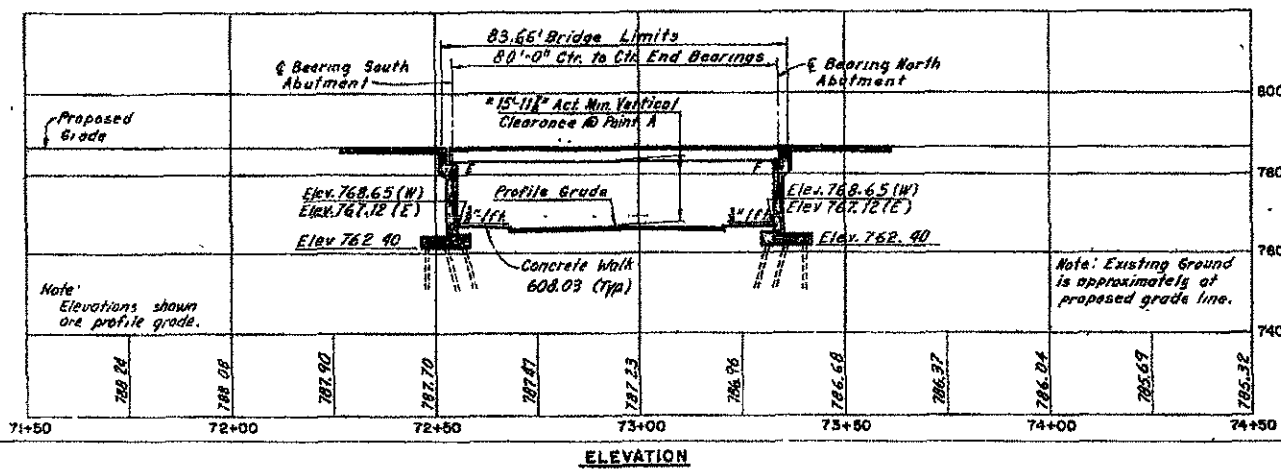 83.66' Bridge Limits
80'-0" Ctr. to Ctr. End Bearings
℄ Bearing South
Abutment
℄ Bearing North
Abutment
Act. Min. Vertical
Clearance @ Point A
Proposed
Grade
800
E
F
780
Elev. 768.65 (W)
Elev. 767.12 (E)
Profile Grade
Elev. 768.65 (W)
Elev 767.12 (E)
Elev 762 40
Elev. 762.40
760
Concrete Walk
608.03 (Typ)
Note:
Elevations shown
are profile grade.
Note: Existing Ground
is approximately at
proposed grade line.
740
788.24
788.08
787.90
787.70
787.47
787.23
786.96
786.68
786.37
786.04
785.69
785.32
71+50
72+00
72+50
73+00
73+50
74+00
74+50
ELEVATION